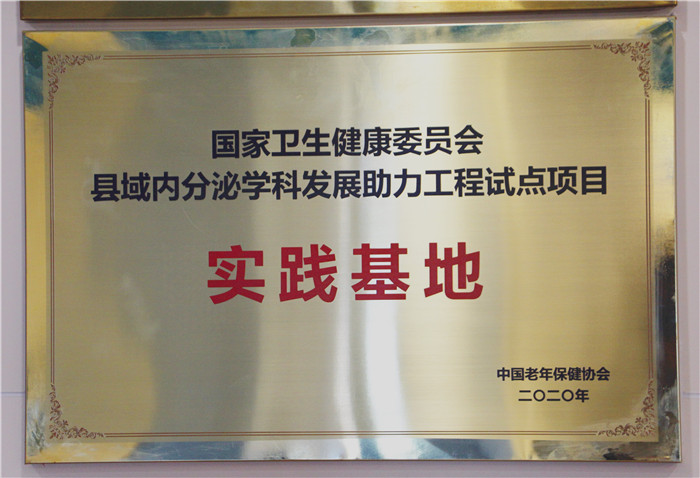 国家卫生健康委员会
县域内分泌学科发展助力工程试点项目
实践基地
中国老年保健协会
二〇二〇年